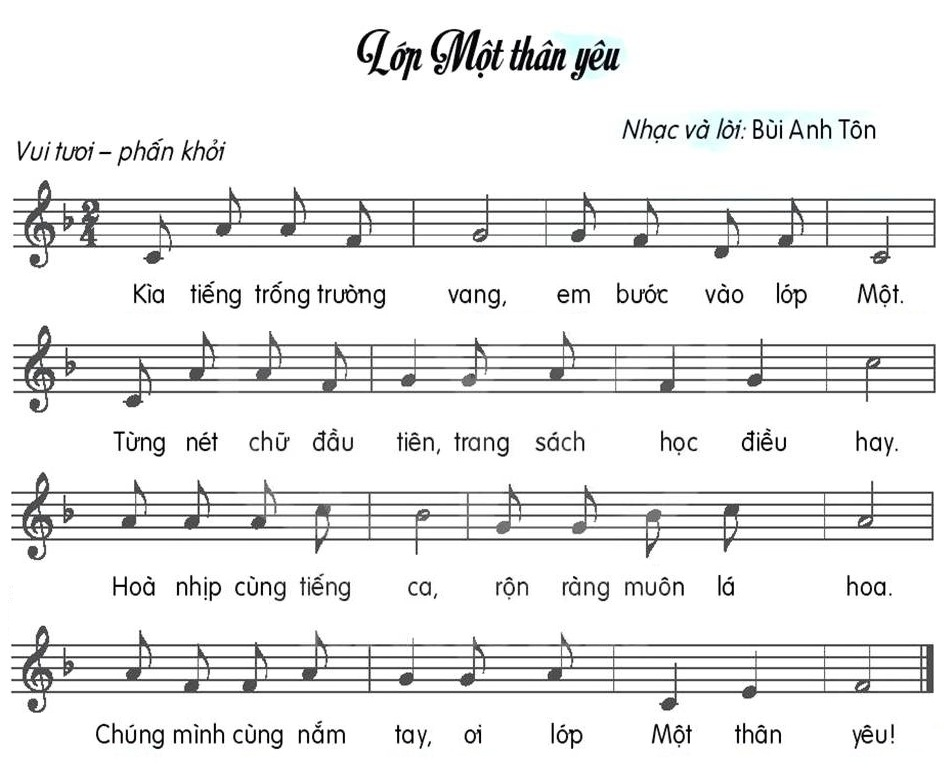 Lớp Một thân yêu
Nhạc và lời: Bùi Anh Tôn
Vui tươi – phấn khởi
2
4
Kìa tiếng trống trường vang, em bước vào lớp Một.
Từng nét chữ đầu tiên, trang sách học điều hay.
Hoà nhịp cùng tiếng ca, rộn ràng muôn lá hoa.
Chúng mình cùng nắm tay, ơi lớp Một thân yêu!